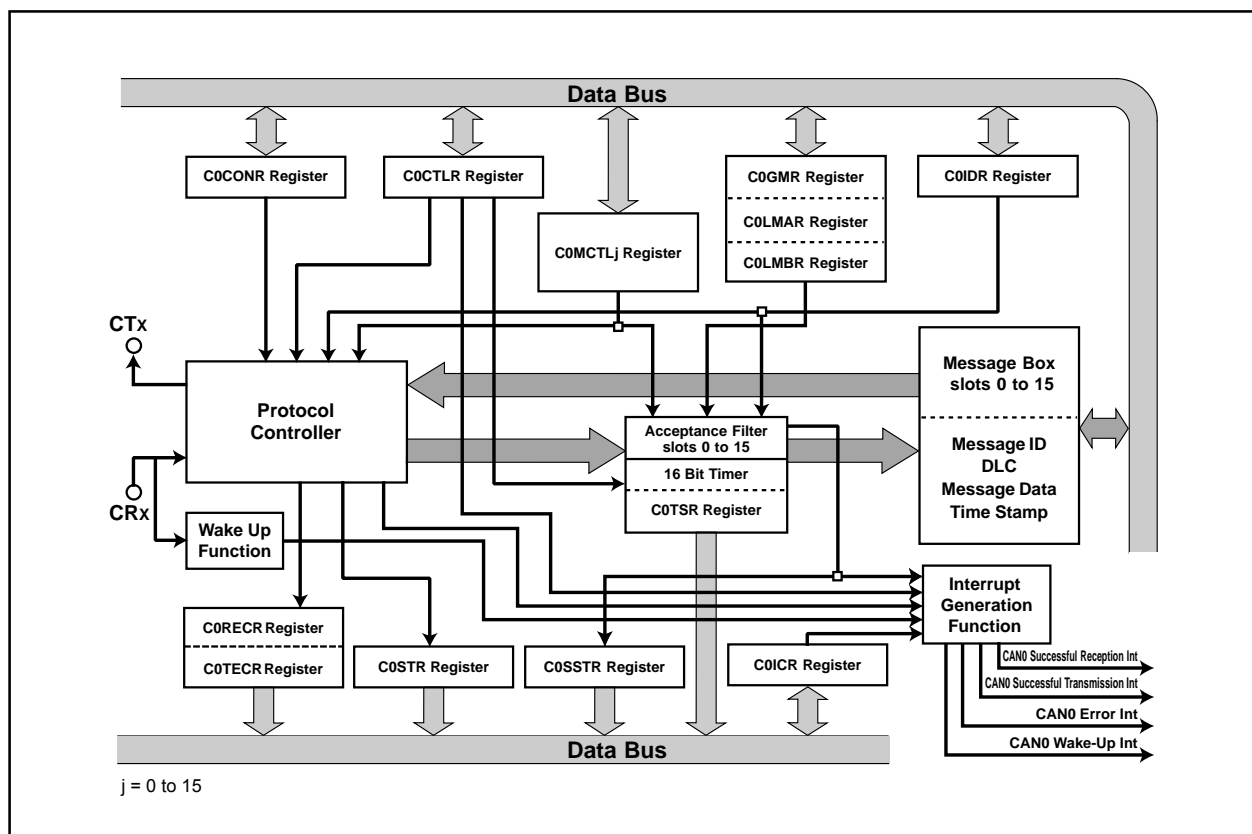 Data Bus
C0CONR Register
C0CTLR Register
C0GMR Register
C0IDR Register
C0LMAR Register
C0MCTLj Register
C0LMBR Register
CTx
Message Box
slots 0 to 15
Protocol
Controller
Acceptance Filter
slots 0 to 15
Message ID
DLC
Message Data
Time Stamp
16 Bit Timer
C0TSR Register
CRx
Wake Up
Function
Interrupt
Generation
Function
C0RECR Register
C0TECR Register
C0STR Register
C0SSTR Register
C0ICR Register
CAN0 Successful Reception Int
CAN0 Successful Transmission Int
CAN0 Error Int
CAN0 Wake-Up Int
Data Bus
j = 0 to 15